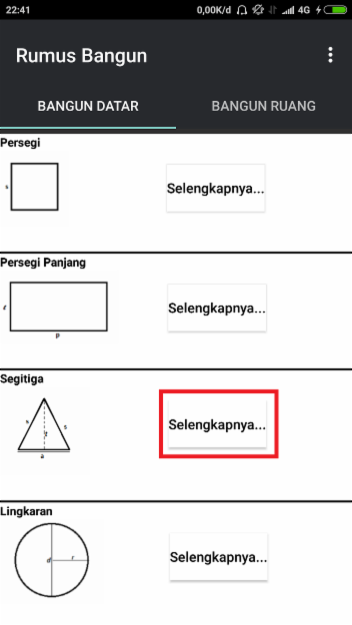 22:41 0,00K/d 4G
Rumus Bangun
BANGUN DATAR BANGUN RUANG
Persegi
s
Selengkapnya...
Persegi Panjang
ℓ
Selengkapnya...
p
Segitiga
s s
t
Selengkapnya...
a
Lingkaran
d r
Selengkapnya...